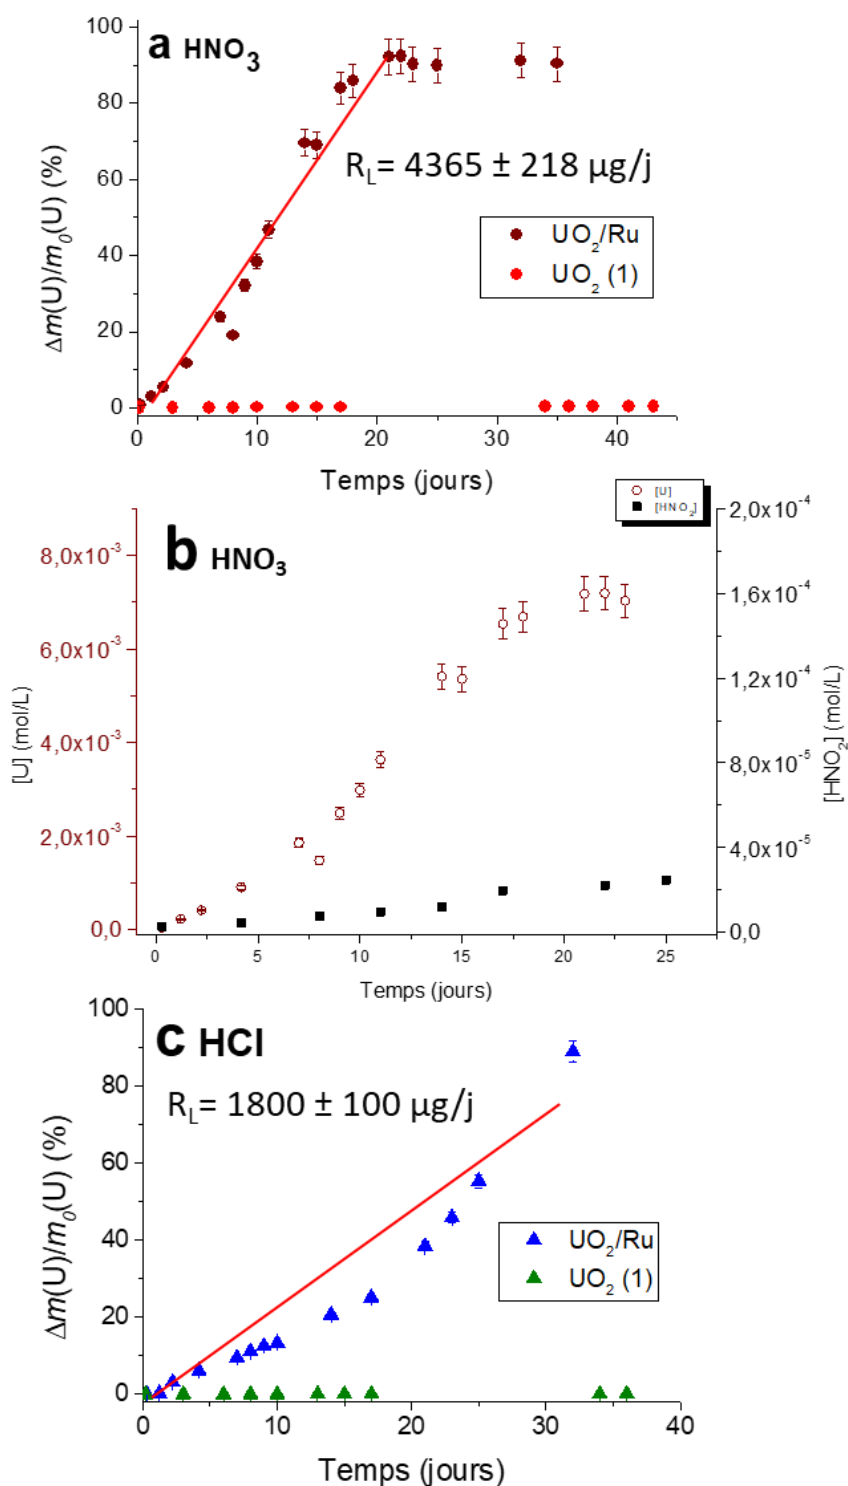 a HNO₃
100
80
60
40
20
0
Δm(U)/m₀(U) (%)
R_L= 4365 ± 218 µg/j
UO₂/Ru
UO₂ (1)
0 10 20 30 40
Temps (jours)
b HNO₃
[U]
[HNO₂]
8,0x10⁻³
6,0x10⁻³
4,0x10⁻³
2,0x10⁻³
0,0
[U] (mol/L)
2,0x10⁻⁴
1,6x10⁻⁴
1,2x10⁻⁴
8,0x10⁻⁵
4,0x10⁻⁵
0,0
[HNO₂] (mol/L)
0 5 10 15 20 25
Temps (jours)
c HCl
100
80
60
40
20
0
Δm(U)/m₀(U) (%)
R_L= 1800 ± 100 µg/j
UO₂/Ru
UO₂ (1)
0 10 20 30 40
Temps (jours)